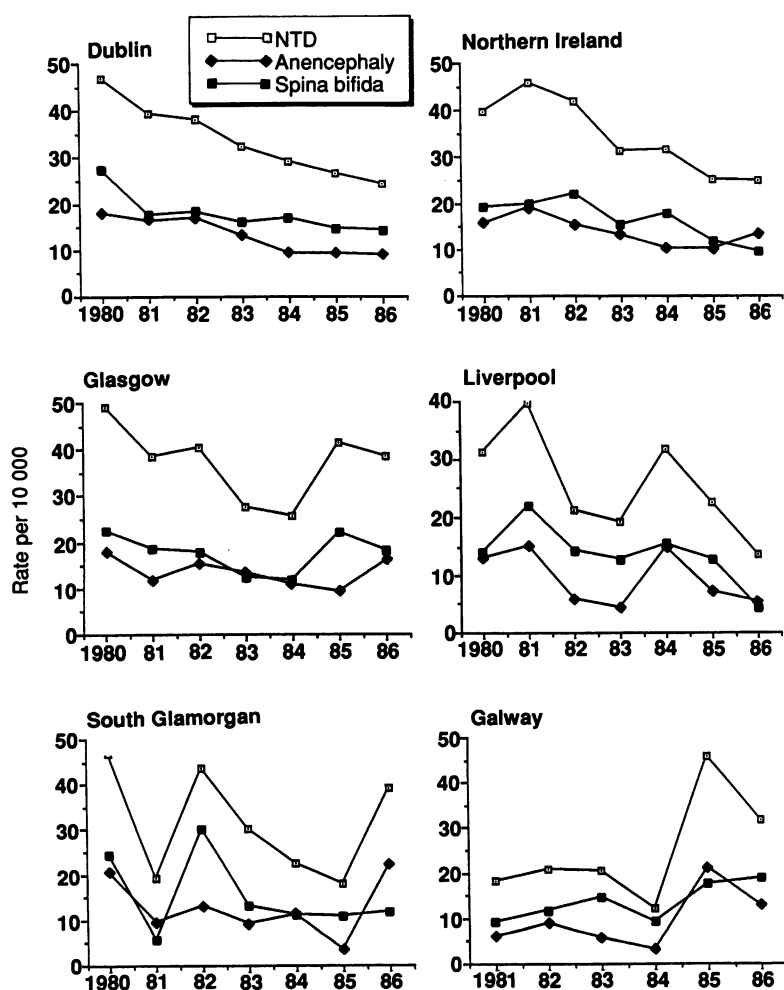 Dublin
NTD
Anencephaly
Spina bifida
50
40
30
20
10
0
1980 81 82 83 84 85 86
Northern Ireland
50
40
30
20
10
0
1980 81 82 83 84 85 86
Rate per 10 000
Glasgow
50
40
30
20
10
0
1980 81 82 83 84 85 86
Liverpool
40
30
20
10
0
1980 81 82 83 84 85 86
South Glamorgan
50
40
30
20
10
0
1980 81 82 83 84 85 86
Galway
50
40
30
20
10
0
1981 82 83 84 85 86